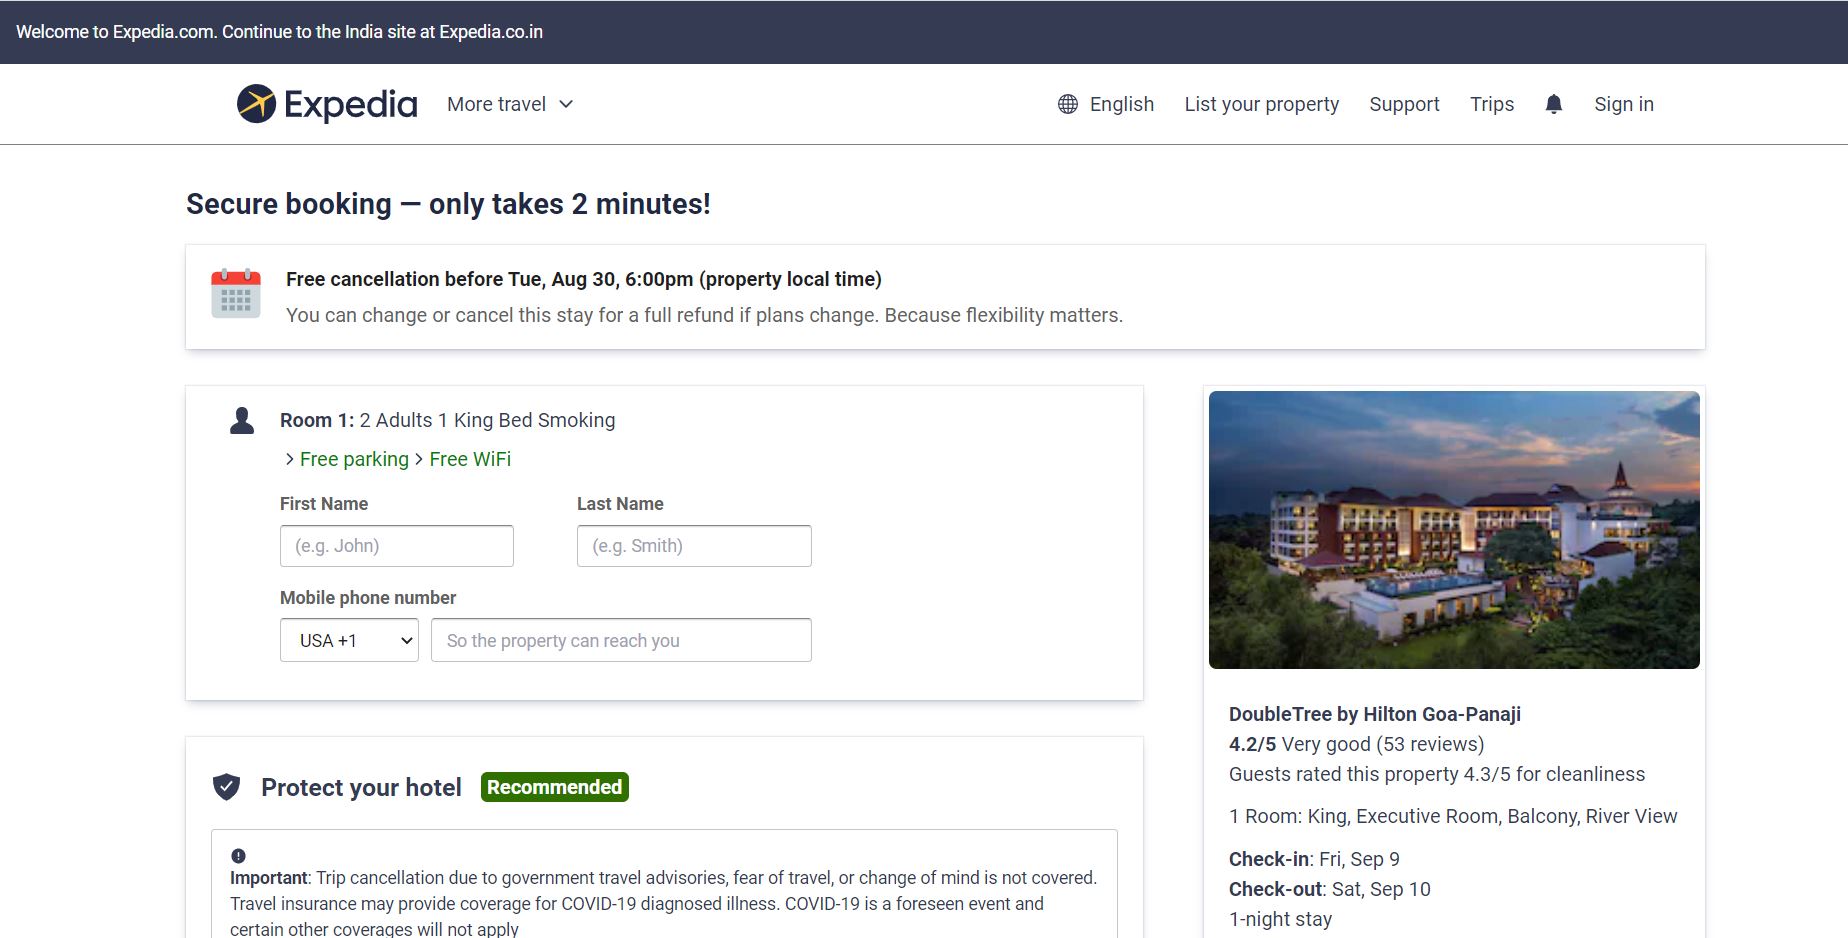 Welcome to Expedia.com. Continue to the India site at Expedia.co.in
Expedia More travel English List your property Support Trips Sign in
Secure booking — only takes 2 minutes!
Free cancellation before Tue, Aug 30, 6:00pm (property local time)
You can change or cancel this stay for a full refund if plans change. Because flexibility matters.
Room 1: 2 Adults 1 King Bed Smoking
Free parking Free WiFi
First Name Last Name
(e.g. John) (e.g. Smith)
Mobile phone number
USA +1 So the property can reach you
Protect your hotel Recommended
Important: Trip cancellation due to government travel advisories, fear of travel, or change of mind is not covered.
Travel insurance may provide coverage for COVID-19 diagnosed illness. COVID-19 is a foreseen event and
certain other coverages will not apply
DoubleTree by Hilton Goa-Panaji
4.2/5 Very good (53 reviews)
Guests rated this property 4.3/5 for cleanliness
1 Room: King, Executive Room, Balcony, River View
Check-in: Fri, Sep 9
Check-out: Sat, Sep 10
1-night stay